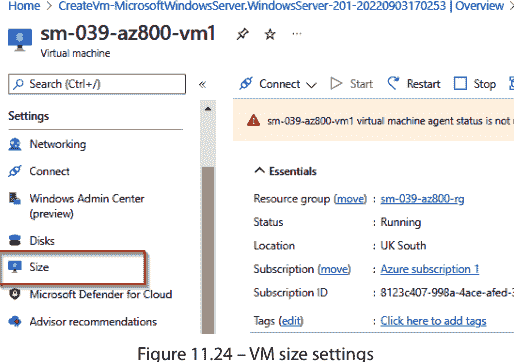 Home > CreateVm-MicrosoftWindowsServer.WindowsServer-201-20220903170253 | Overview >
sm-039-az800-vm1
Virtual machine
Search (Ctrl+/)
«
Connect
Start
Restart
Stop
Settings
Networking
Connect
Windows Admin Center
(preview)
Disks
Size
Microsoft Defender for Cloud
Advisor recommendations
sm-039-az800-vm1 virtual machine agent status is not
Essentials
Resource group (move) : sm-039-az800-rg
Status : Running
Location : UK South
Subscription (move) : Azure subscription 1
Subscription ID : 8123c407-998a-4ace-afed-
Tags (edit) : Click here to add tags
Figure 11.24 – VM size settings